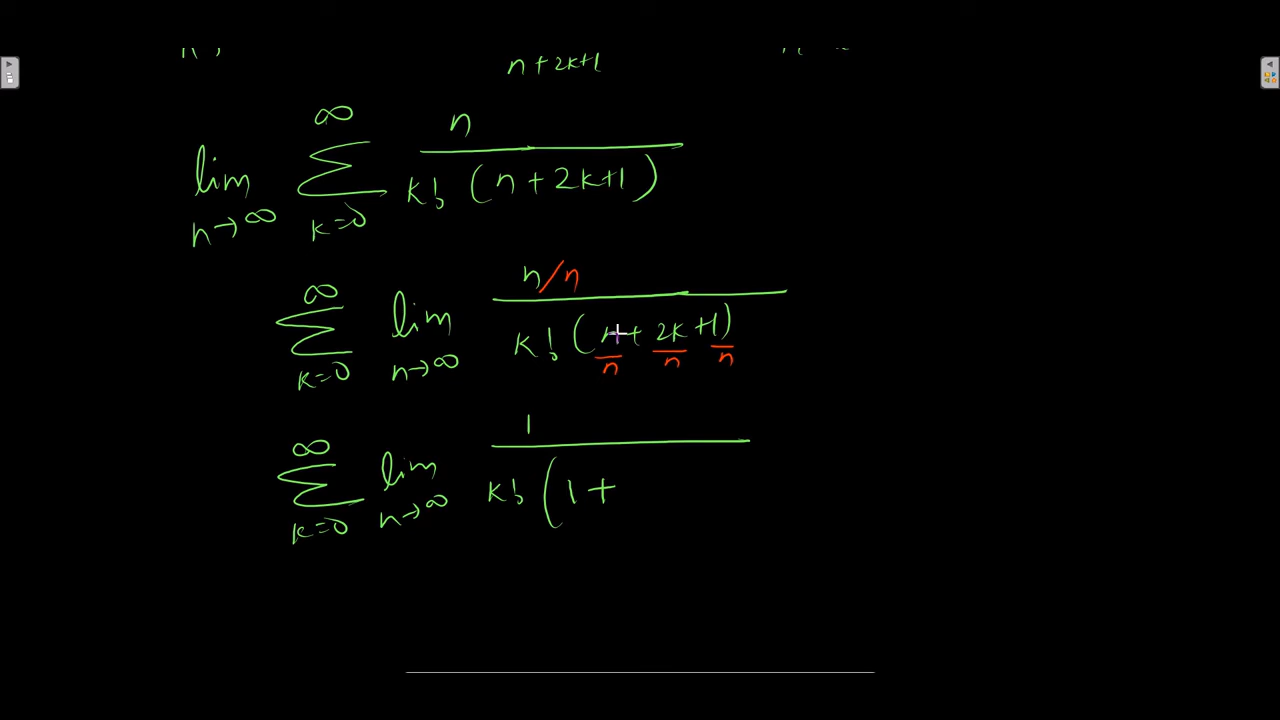 n + 2k+1
lim n→∞ ∞ Σ k=0 n / k! (n + 2k+1)
∞ Σ k=0 lim n→∞ n/n / k! (n/n + 2k/n + 1/n)
∞ Σ k=0 lim n→∞ 1 / k! (1 +